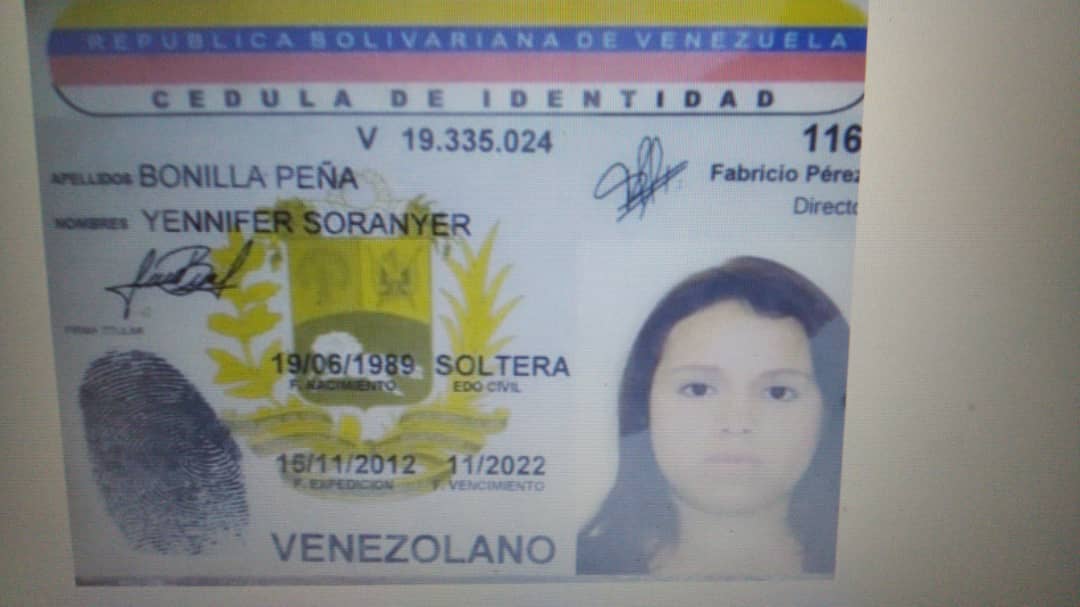 REPUBLICA BOLIVARIANA DE VENEZUELA
CEDULA DE IDENTIDAD
V 19.335.024
116
APELLIDOS BONILLA PEÑA
Fabricio Pérez
Direct
NOMBRES YENNIFER SORANYER
FIRMA TITULAR
19/06/1989 SOLTERA
F. NACIMIENTO EDO CIVIL
15/11/2012 11/2022
F. EXPEDICION F. VENCIMIENTO
VENEZOLANO